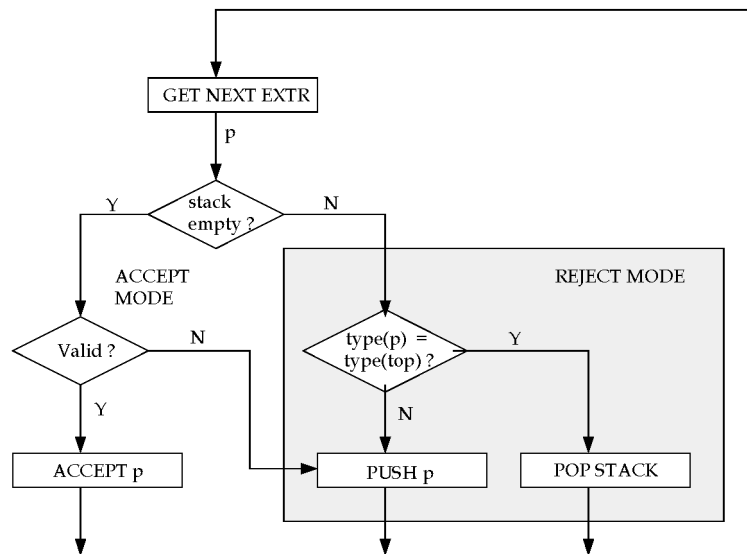 GET NEXT EXTR
p
Y
stack
empty ?
N
ACCEPT
MODE
REJECT MODE
Valid ?
N
type(p) =
type(top) ?
Y
Y
N
ACCEPT p
PUSH p
POP STACK